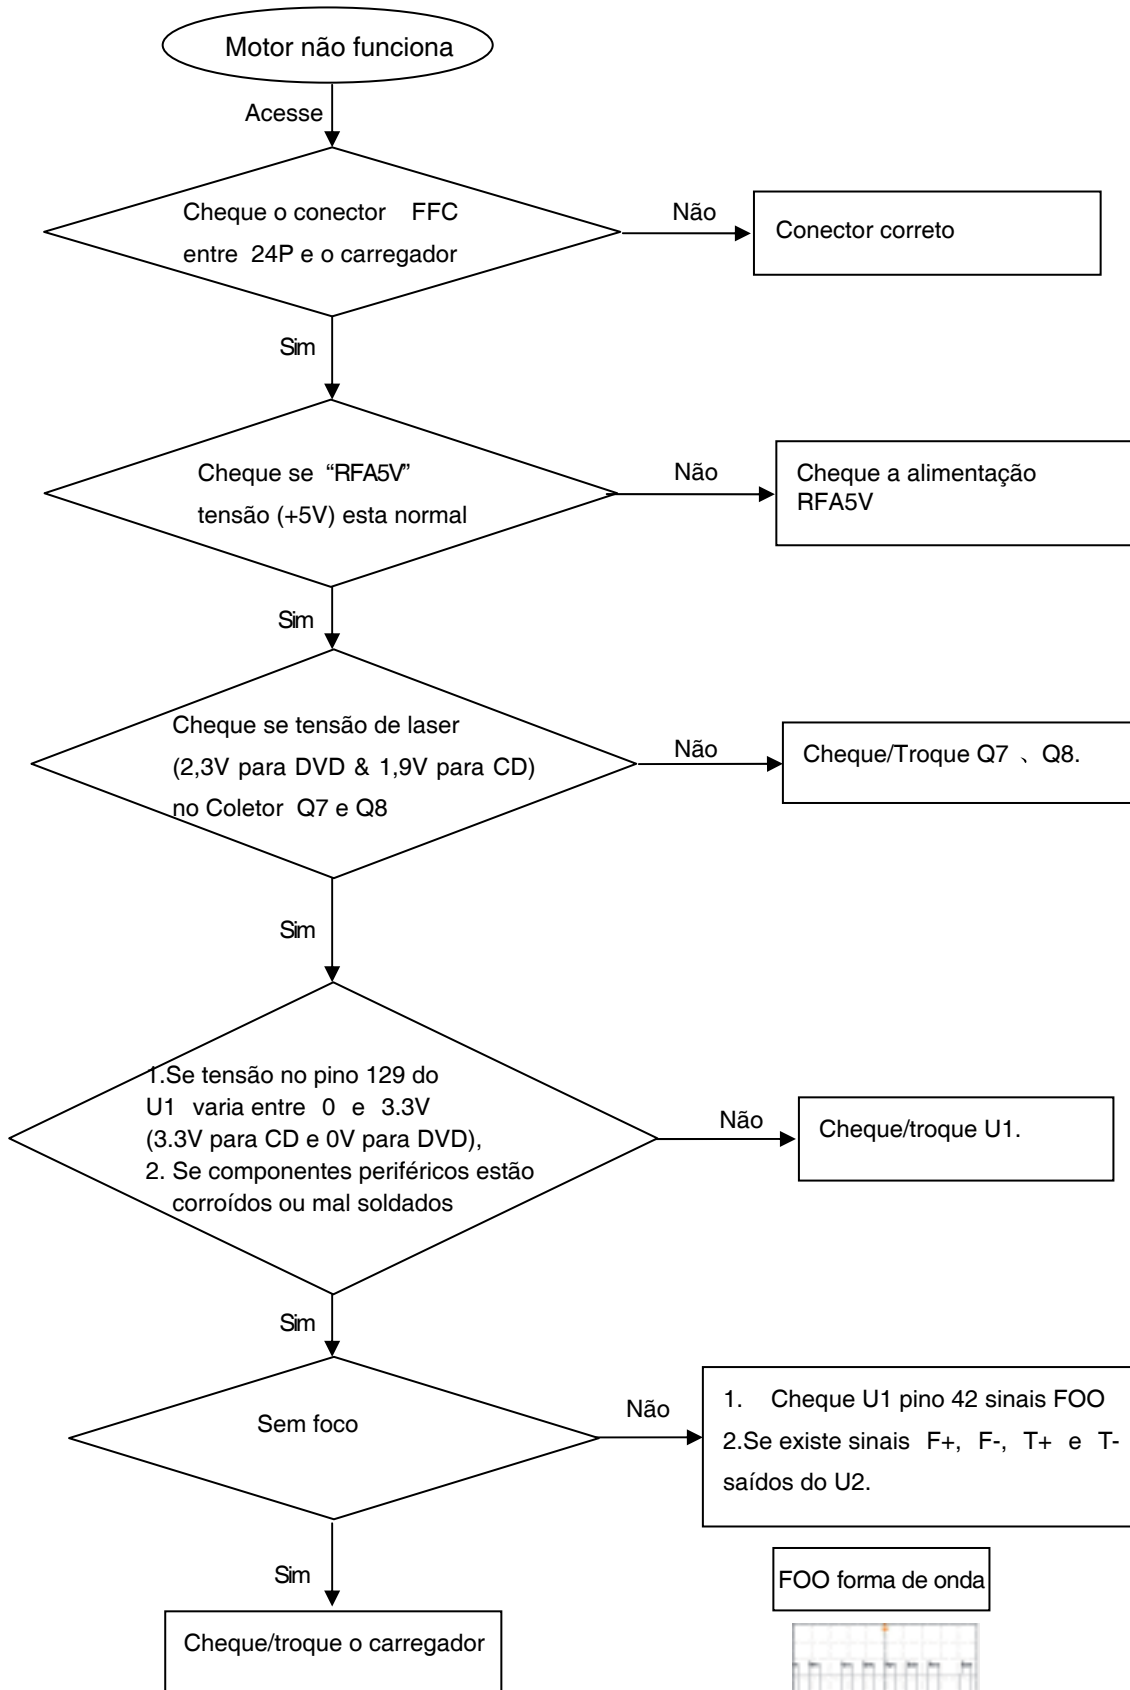 Motor não funciona
Acesse
Cheque o conector FFC
entre 24P e o carregador
Não
Conector correto
Sim
Cheque se “RFA5V”
tensão (+5V) esta normal
Não
Cheque a alimentação
RFA5V
Sim
Cheque se tensão de laser
(2,3V para DVD & 1,9V para CD)
no Coletor Q7 e Q8
Não
Cheque/Troque Q7 、Q8.
Sim
1.Se tensão no pino 129 do
U1 varia entre 0 e 3.3V
(3.3V para CD e 0V para DVD),
2. Se componentes periféricos estão
corroídos ou mal soldados
Não
Cheque/troque U1.
Sim
Sem foco
Não
1. Cheque U1 pino 42 sinais FOO
2.Se existe sinais F+, F-, T+ e T-
saídos do U2.
Sim
FOO forma de onda
Cheque/troque o carregador